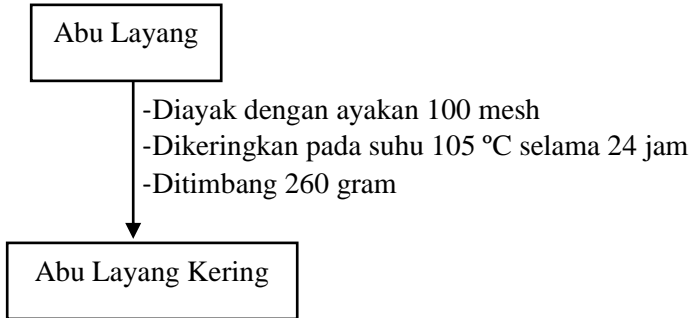 Abu Layang
-Diayak dengan ayakan 100 mesh
-Dikeringkan pada suhu 105 ºC selama 24 jam
-Ditimbang 260 gram
Abu Layang Kering